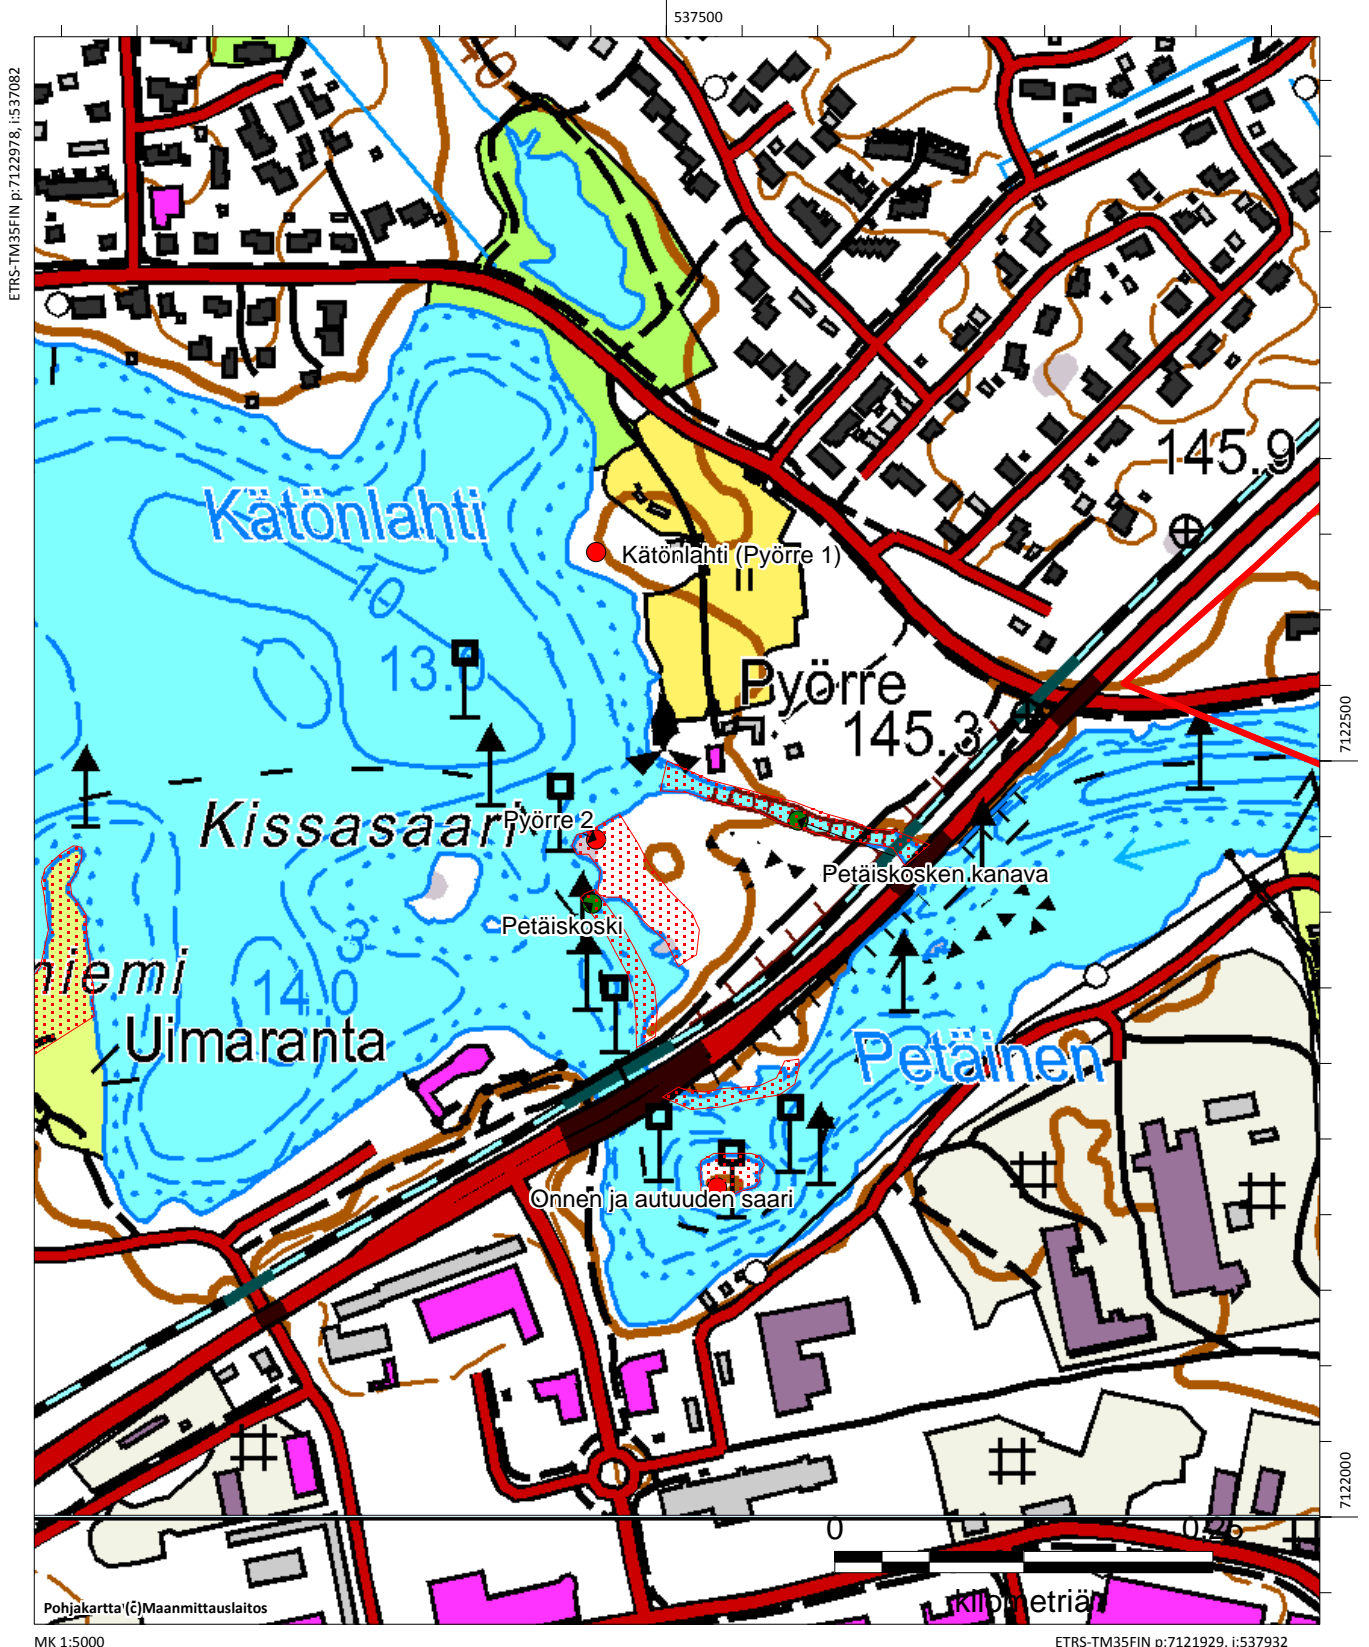 537500
ETRS-TM35FIN p:7122978, i:537082
145.9
Kätönlahti
Kätönlahti (Pyörre 1)
10
13.0
Pyörre
145.3
7122500
Kissasaari
Pyörre 2
Petäiskosken kanava
Petäiskoski
3
niemi
14.0
Uimaranta
Petäinen
Onnen ja autuuden saari
7122000
0
0.25
kilometriä
Pohjakartta (c)Maanmittauslaitos
MK 1:5000
ETRS-TM35FIN p:7121929, i:537932